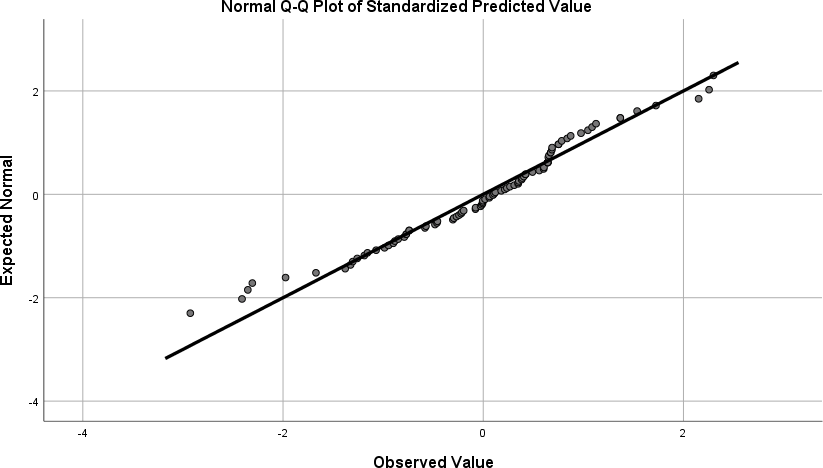 Normal Q-Q Plot of Standardized Predicted Value
Expected Normal
2
0
-2
-4
-4
-2
0
2
Observed Value